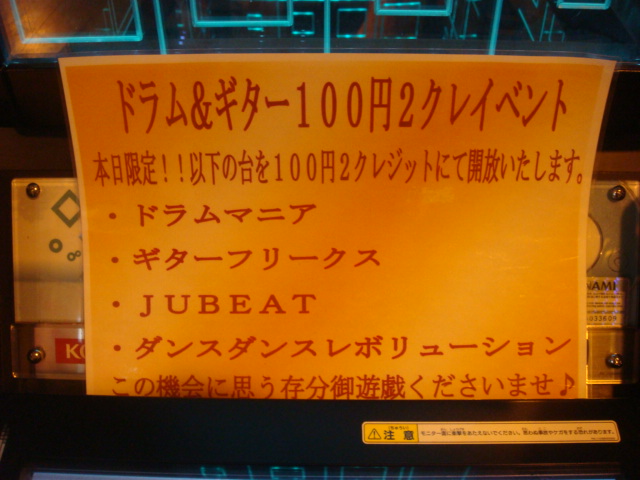 ドラム&ギター100円2クレイベント
本日限定!!以下の台を100円2クレジットにて開放いたします。
・ドラムマニア
・ギターフリークス
・JUBEAT
・ダンスダンスレボリューション
この機会に思う存分御遊戯くださいませ♪
KO
NAMI
注意